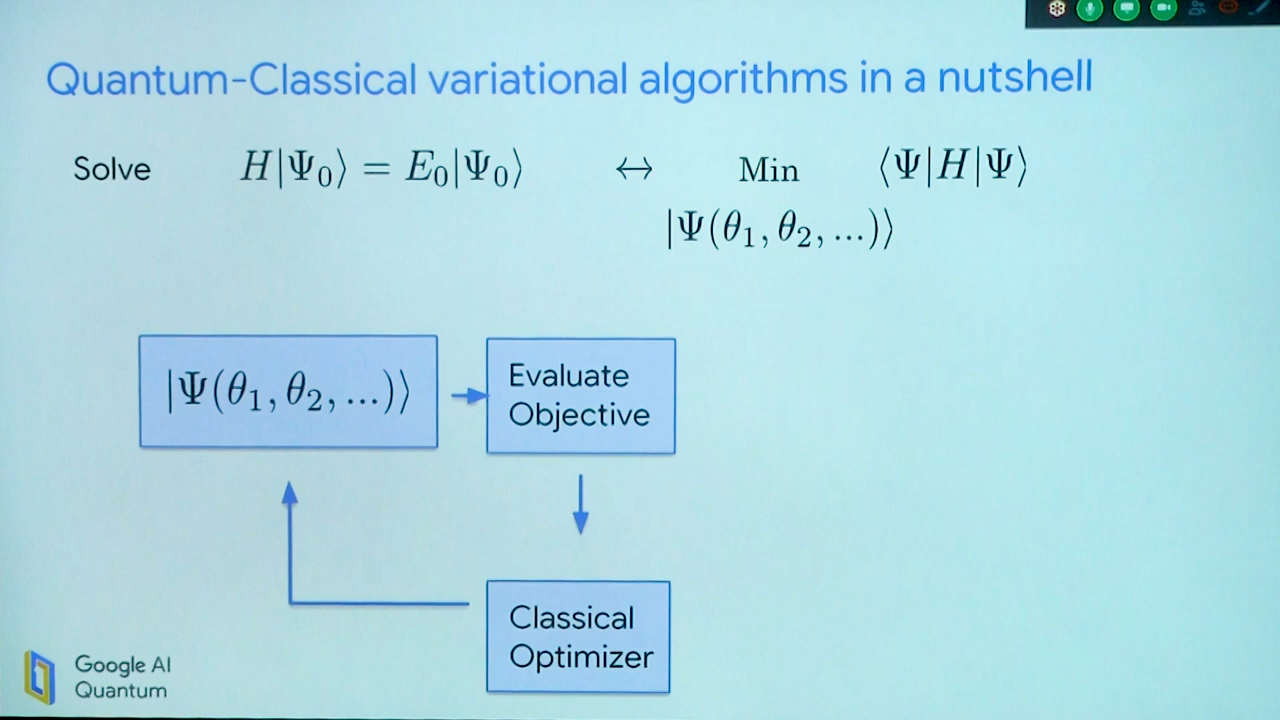 Quantum-Classical variational algorithms in a nutshell
Solve H|Ψ₀⟩ = E₀|Ψ₀⟩ ↔ Min ⟨Ψ|H|Ψ⟩
|Ψ(θ₁, θ₂, ...)⟩
|Ψ(θ₁, θ₂, ...)⟩
Evaluate
Objective
Classical
Optimizer
Google AI
Quantum